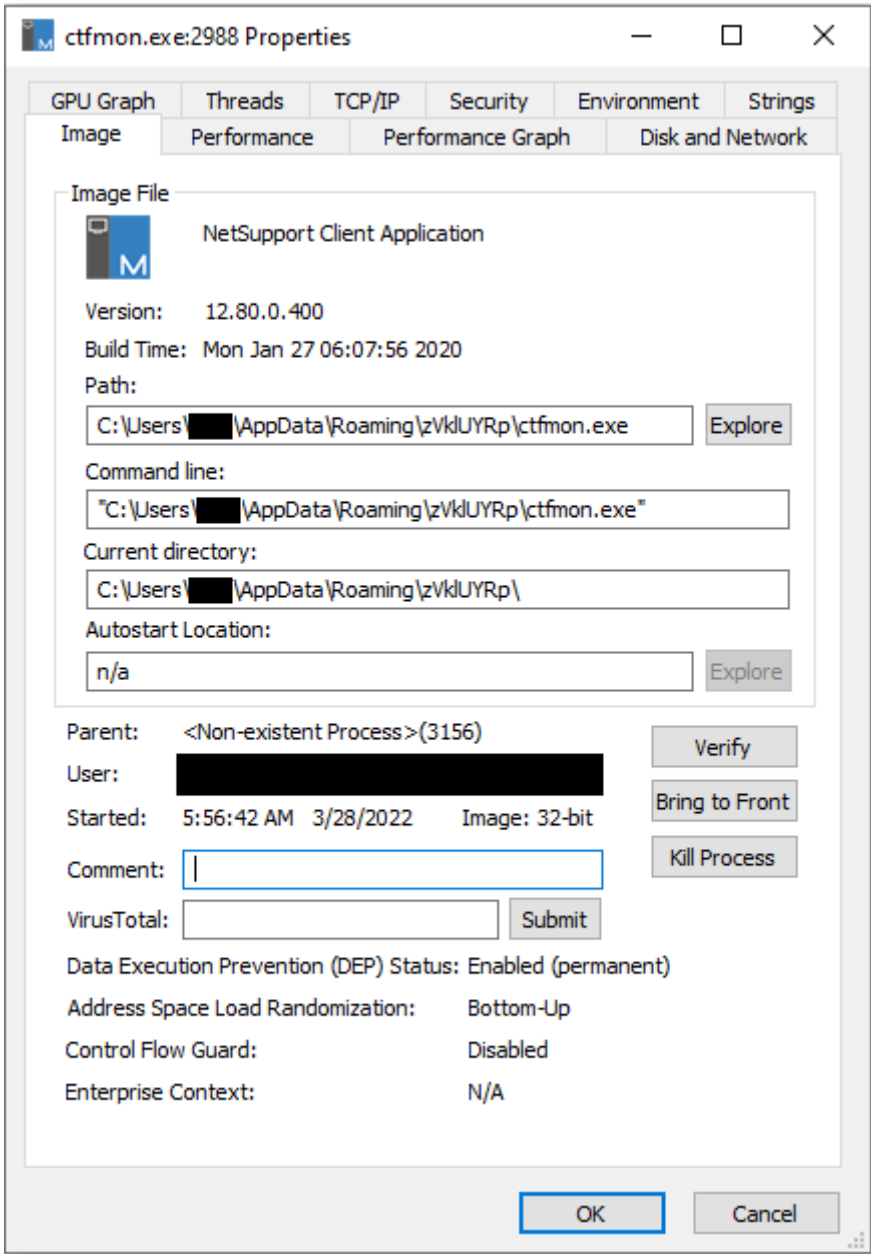 ctfmon.exe:2988 Properties
GPU Graph Threads TCP/IP Security Environment Strings
Image Performance Performance Graph Disk and Network
Image File
M
NetSupport Client Application
Version: 12.80.0.400
Build Time: Mon Jan 27 06:07:56 2020
Path:
C:\Users\ \AppData\Roaming\zVklUYRp\ctfmon.exe Explore
Command line:
"C:\Users\ \AppData\Roaming\zVklUYRp\ctfmon.exe"
Current directory:
C:\Users\ \AppData\Roaming\zVklUYRp\
Autostart Location:
n/a Explore
Parent: <Non-existent Process>(3156)
Verify
User:
Bring to Front
Started: 5:56:42 AM 3/28/2022 Image: 32-bit
Kill Process
Comment:
VirusTotal: Submit
Data Execution Prevention (DEP) Status: Enabled (permanent)
Address Space Load Randomization: Bottom-Up
Control Flow Guard: Disabled
Enterprise Context: N/A
OK Cancel